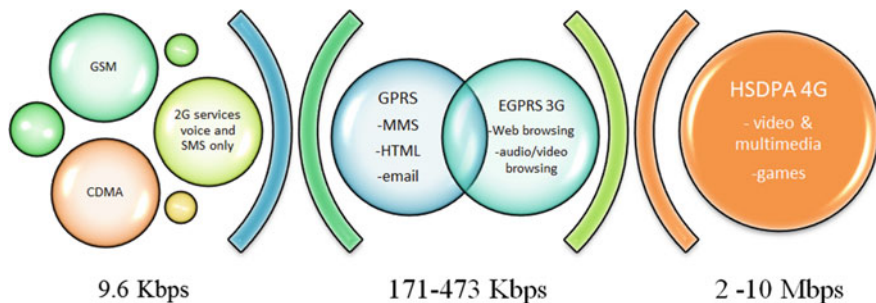 GSM
2G services
voice and
SMS only
CDMA
GPRS
-MMS
-HTML
-email
EGPRS 3G
-Web browsing
-audio/video
browsing
HSDPA 4G
- video &
multimedia
-games
9.6 Kbps
171-473 Kbps
2 -10 Mbps